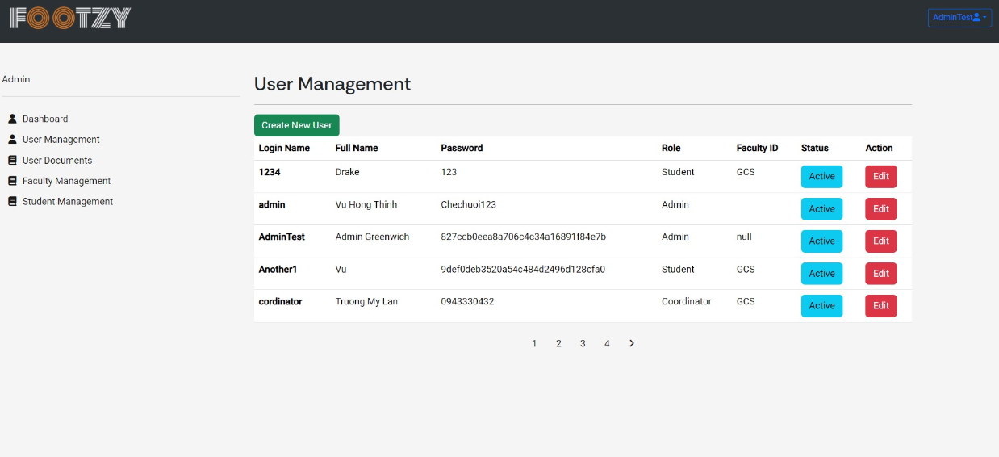 FOOTZY
AdminTest
Admin
User Management
Dashboard
User Management
User Documents
Faculty Management
Student Management
Create New User
Login Name Full Name Password Role Faculty ID Status Action
1234 Drake 123 Student GCS Active Edit
admin Vu Hong Thinh Chechuoi123 Admin Active Edit
AdminTest Admin Greenwich 827ccb0eea8a706c4c34a16891f84e7b Admin null Active Edit
Another1 Vu 9def0deb3520a54c484d2496d128cfa0 Student GCS Active Edit
cordinator Truong My Lan 0943330432 Coordinator GCS Active Edit
1 2 3 4